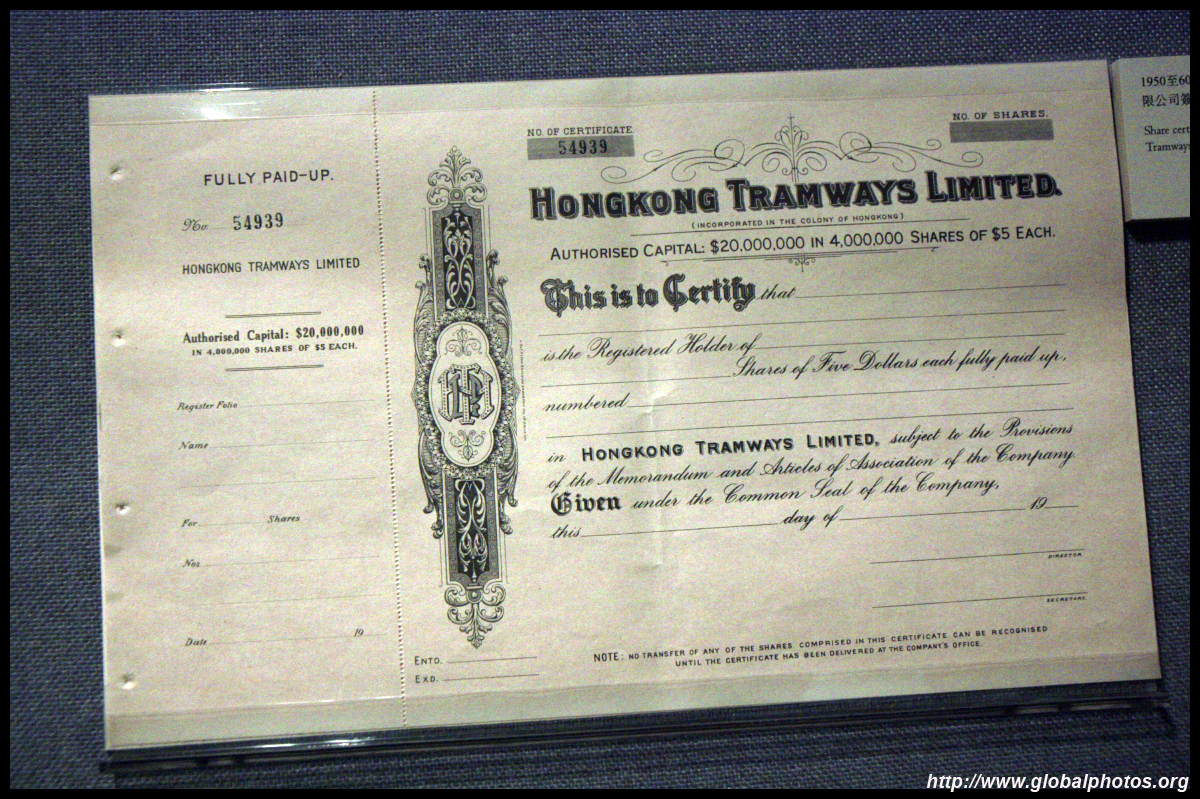 FULLY PAID-UP.
No. 54939
HONGKONG TRAMWAYS LIMITED
Authorised Capital: $20,000,000
IN 4,000,000 SHARES OF $5 EACH.
Register Folio
Name
For Shares
Nos
Date 19
NO. OF CERTIFICATE.
54939
NO. OF SHARES.
HONGKONG TRAMWAYS LIMITED.
(INCORPORATED IN THE COLONY OF HONGKONG)
AUTHORISED CAPITAL: $20,000,000 IN 4,000,000 SHARES OF $5 EACH.
This is to Certify that
is the Registered Holder of
Shares of Five Dollars each fully paid up,
numbered
in HONGKONG TRAMWAYS LIMITED, subject to the Provisions
of the Memorandum and Articles of Association of the Company.
Given under the Common Seal of the Company,
this day of 19
DIRECTOR.
SECRETARY.
ENTD.
EXD.
NOTE: NO TRANSFER OF ANY OF THE SHARES COMPRISED IN THIS CERTIFICATE CAN BE RECOGNISED
UNTIL THE CERTIFICATE HAS BEEN DELIVERED AT THE COMPANY'S OFFICE.
1950至60
限公司
Share cert
Tramways
http://www.globalphotos.org